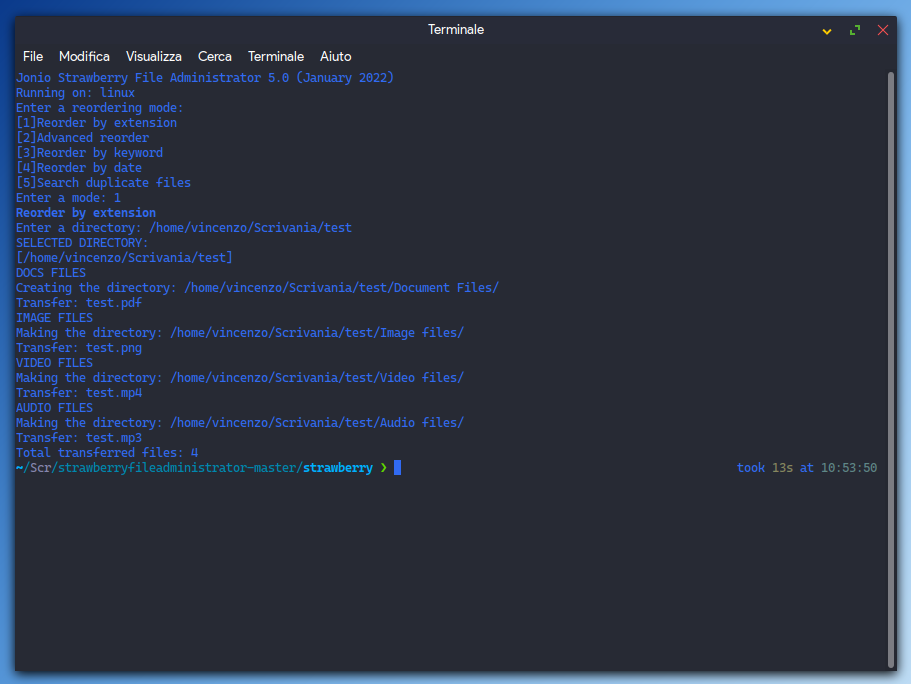 Terminale
File Modifica Visualizza Cerca Terminale Aiuto
Jonio Strawberry File Administrator 5.0 (January 2022)
Running on: linux
Enter a reordering mode:
[1]Reorder by extension
[2]Advanced reorder
[3]Reorder by keyword
[4]Reorder by date
[5]Search duplicate files
Enter a mode: 1
Reorder by extension
Enter a directory: /home/vincenzo/Scrivania/test
SELECTED DIRECTORY:
[/home/vincenzo/Scrivania/test]
DOCS FILES
Creating the directory: /home/vincenzo/Scrivania/test/Document Files/
Transfer: test.pdf
IMAGE FILES
Making the directory: /home/vincenzo/Scrivania/test/Image files/
Transfer: test.png
VIDEO FILES
Making the directory: /home/vincenzo/Scrivania/test/Video files/
Transfer: test.mp4
AUDIO FILES
Making the directory: /home/vincenzo/Scrivania/test/Audio files/
Transfer: test.mp3
Total transferred files: 4
~/Scr/strawberryfileadministrator-master/strawberry ❯ took 13s at 10:53:50